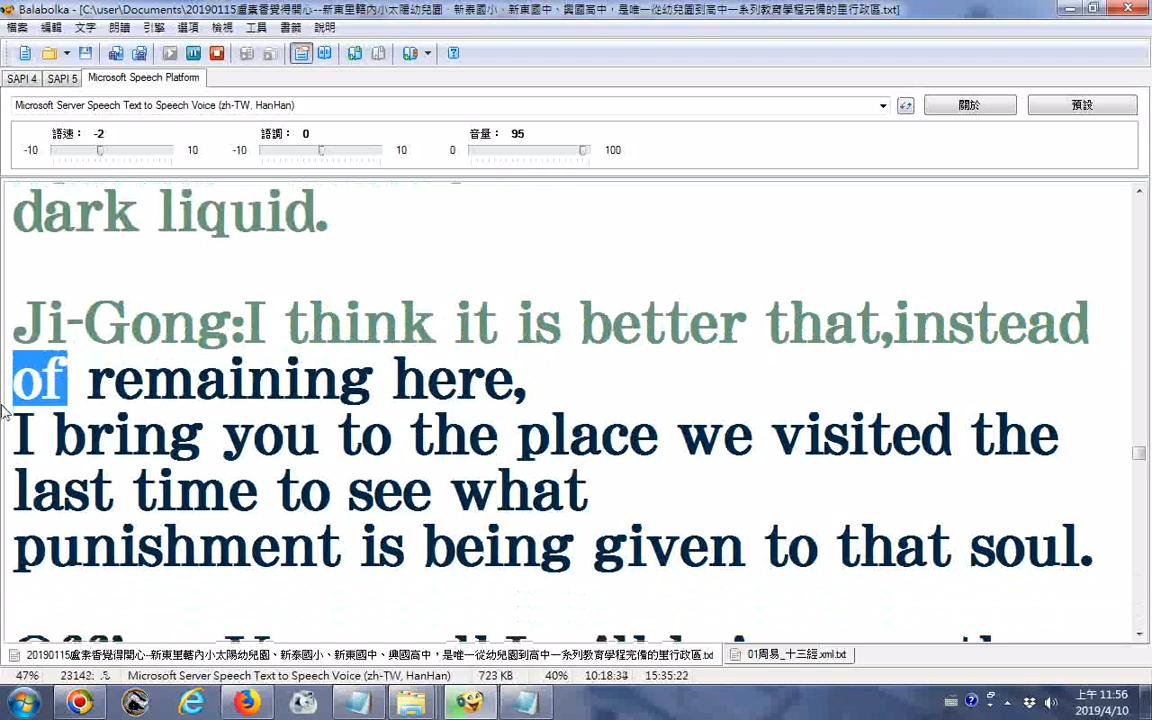 Balabolka - [C:\user\Documents\20190115盧素香覺得開心--新東里轄內小太陽幼兒園、新泰國小、新東國中、興國高中，是唯一從幼兒園到高中一系列教育學程完備的里行政區.txt]
檔案 編輯 文字 朗讀 引擎 選項 檢核 工具 書籤 說明
SAPI 4 SAPI 5 Microsoft Speech Platform
Microsoft Server Speech Text to Speech Voice (zh-TW, HanHan) 關於 預設
語速： -2 語調： 0 音量： 95
-10 10 -10 10 0 100
dark liquid.
Ji-Gong:I think it is better that,instead
of remaining here,
I bring you to the place we visited the
last time to see what
punishment is being given to that soul.
20190115盧素香覺得開心--新東里轄內小太陽幼兒園、新泰國小、新東國中、興國高中，是唯一從幼兒園到高中一系列教育學程完備的里行政區.txt 01周易_十三經.txt
47% Microsoft Server Speech Text to Speech Voice (zh-TW, HanHan) 723 KB 40% 15:35:22
上午 11:56
2019/4/10